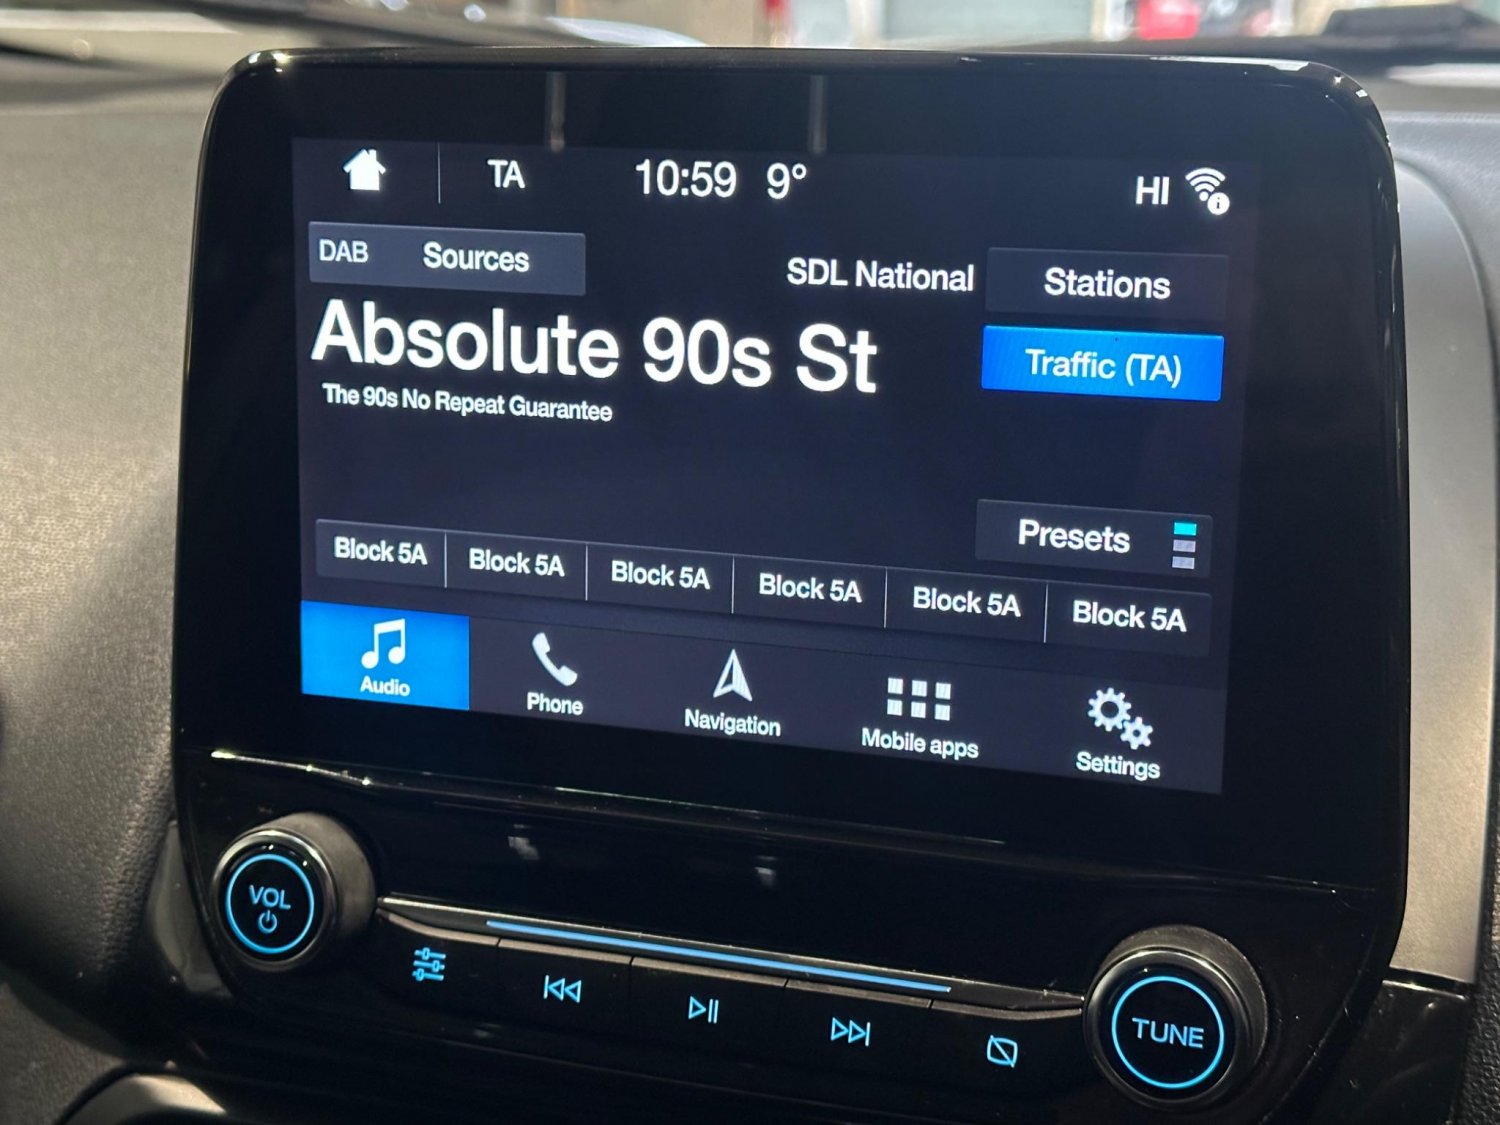 TA 10:59 9° HI
DAB Sources SDL National Stations
Absolute 90s St
Traffic (TA)
The 90s No Repeat Guarantee
Presets
Block 5A Block 5A Block 5A Block 5A Block 5A Block 5A
Audio Phone Navigation Mobile apps Settings
VOL
TUNE